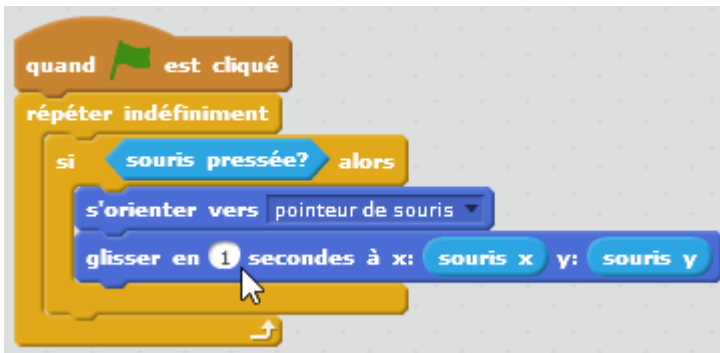 quand est cliqué
répéter indéfiniment
si souris pressée? alors
s'orienter vers pointeur de souris
glisser en 1 secondes à x: souris x y: souris y